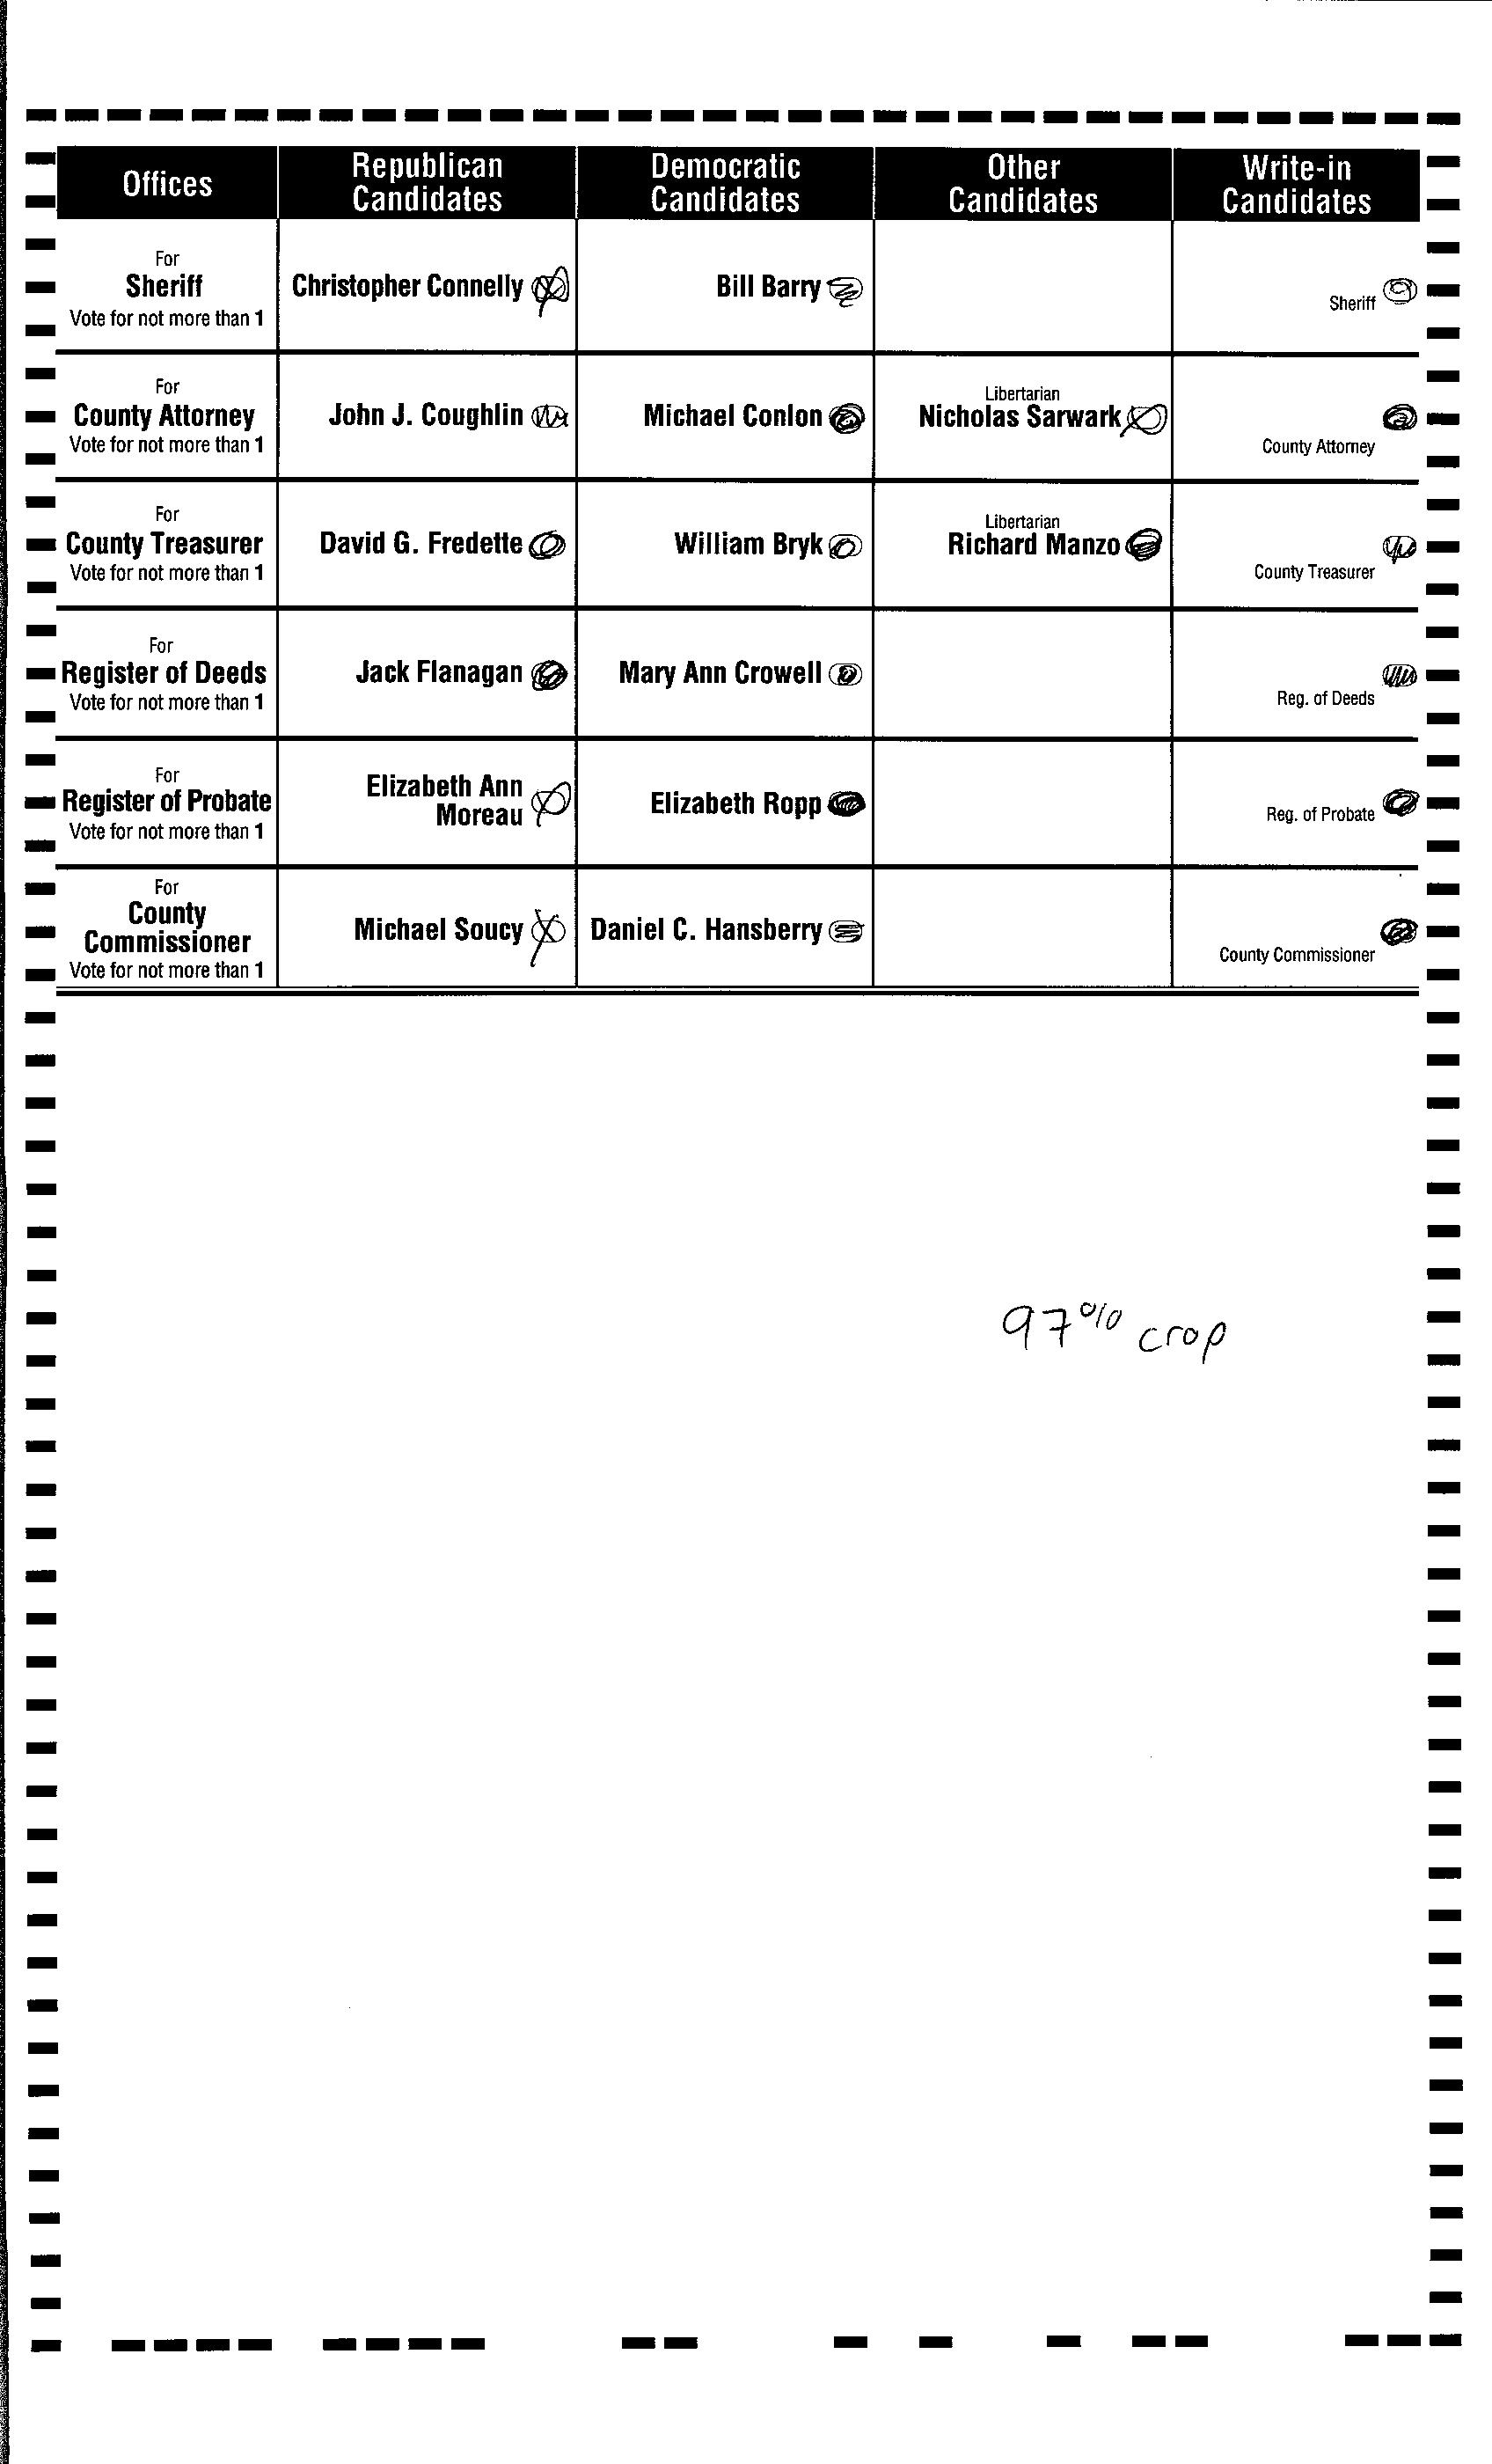 Offices
Republican
Candidates
Democratic
Candidates
Other
Candidates
Write-in
Candidates
For
Sheriff
Vote for not more than 1
Christopher Connelly
Bill Barry
Sheriff
For
County Attorney
Vote for not more than 1
John J. Coughlin
Michael Conlon
Libertarian
Nicholas Sarwark
County Attorney
For
County Treasurer
Vote for not more than 1
David G. Fredette
William Bryk
Libertarian
Richard Manzo
County Treasurer
For
Register of Deeds
Vote for not more than 1
Jack Flanagan
Mary Ann Crowell
Reg. of Deeds
For
Register of Probate
Vote for not more than 1
Elizabeth Ann
Moreau
Elizabeth Ropp
Reg. of Probate
For
County
Commissioner
Vote for not more than 1
Michael Soucy
Daniel C. Hansberry
County Commissioner
97% crop